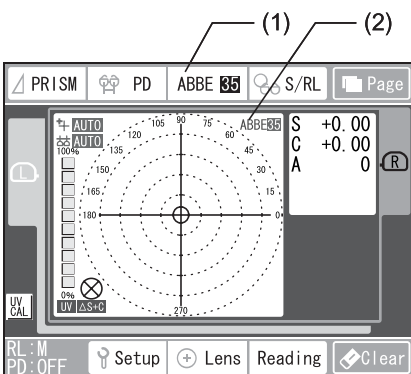 (1) (2)
PRISM PD ABBE 35 S/RL Page
AUTO
AUTO
100%
105 90 75
120 60
135 45
150 30
165 15
180 0
270
ABBE35
0%
UV △S+C
S +0.00
C +0.00
A 0
L
R
UV
CAL
RL:M
PD:OFF
Setup Lens Reading Clear